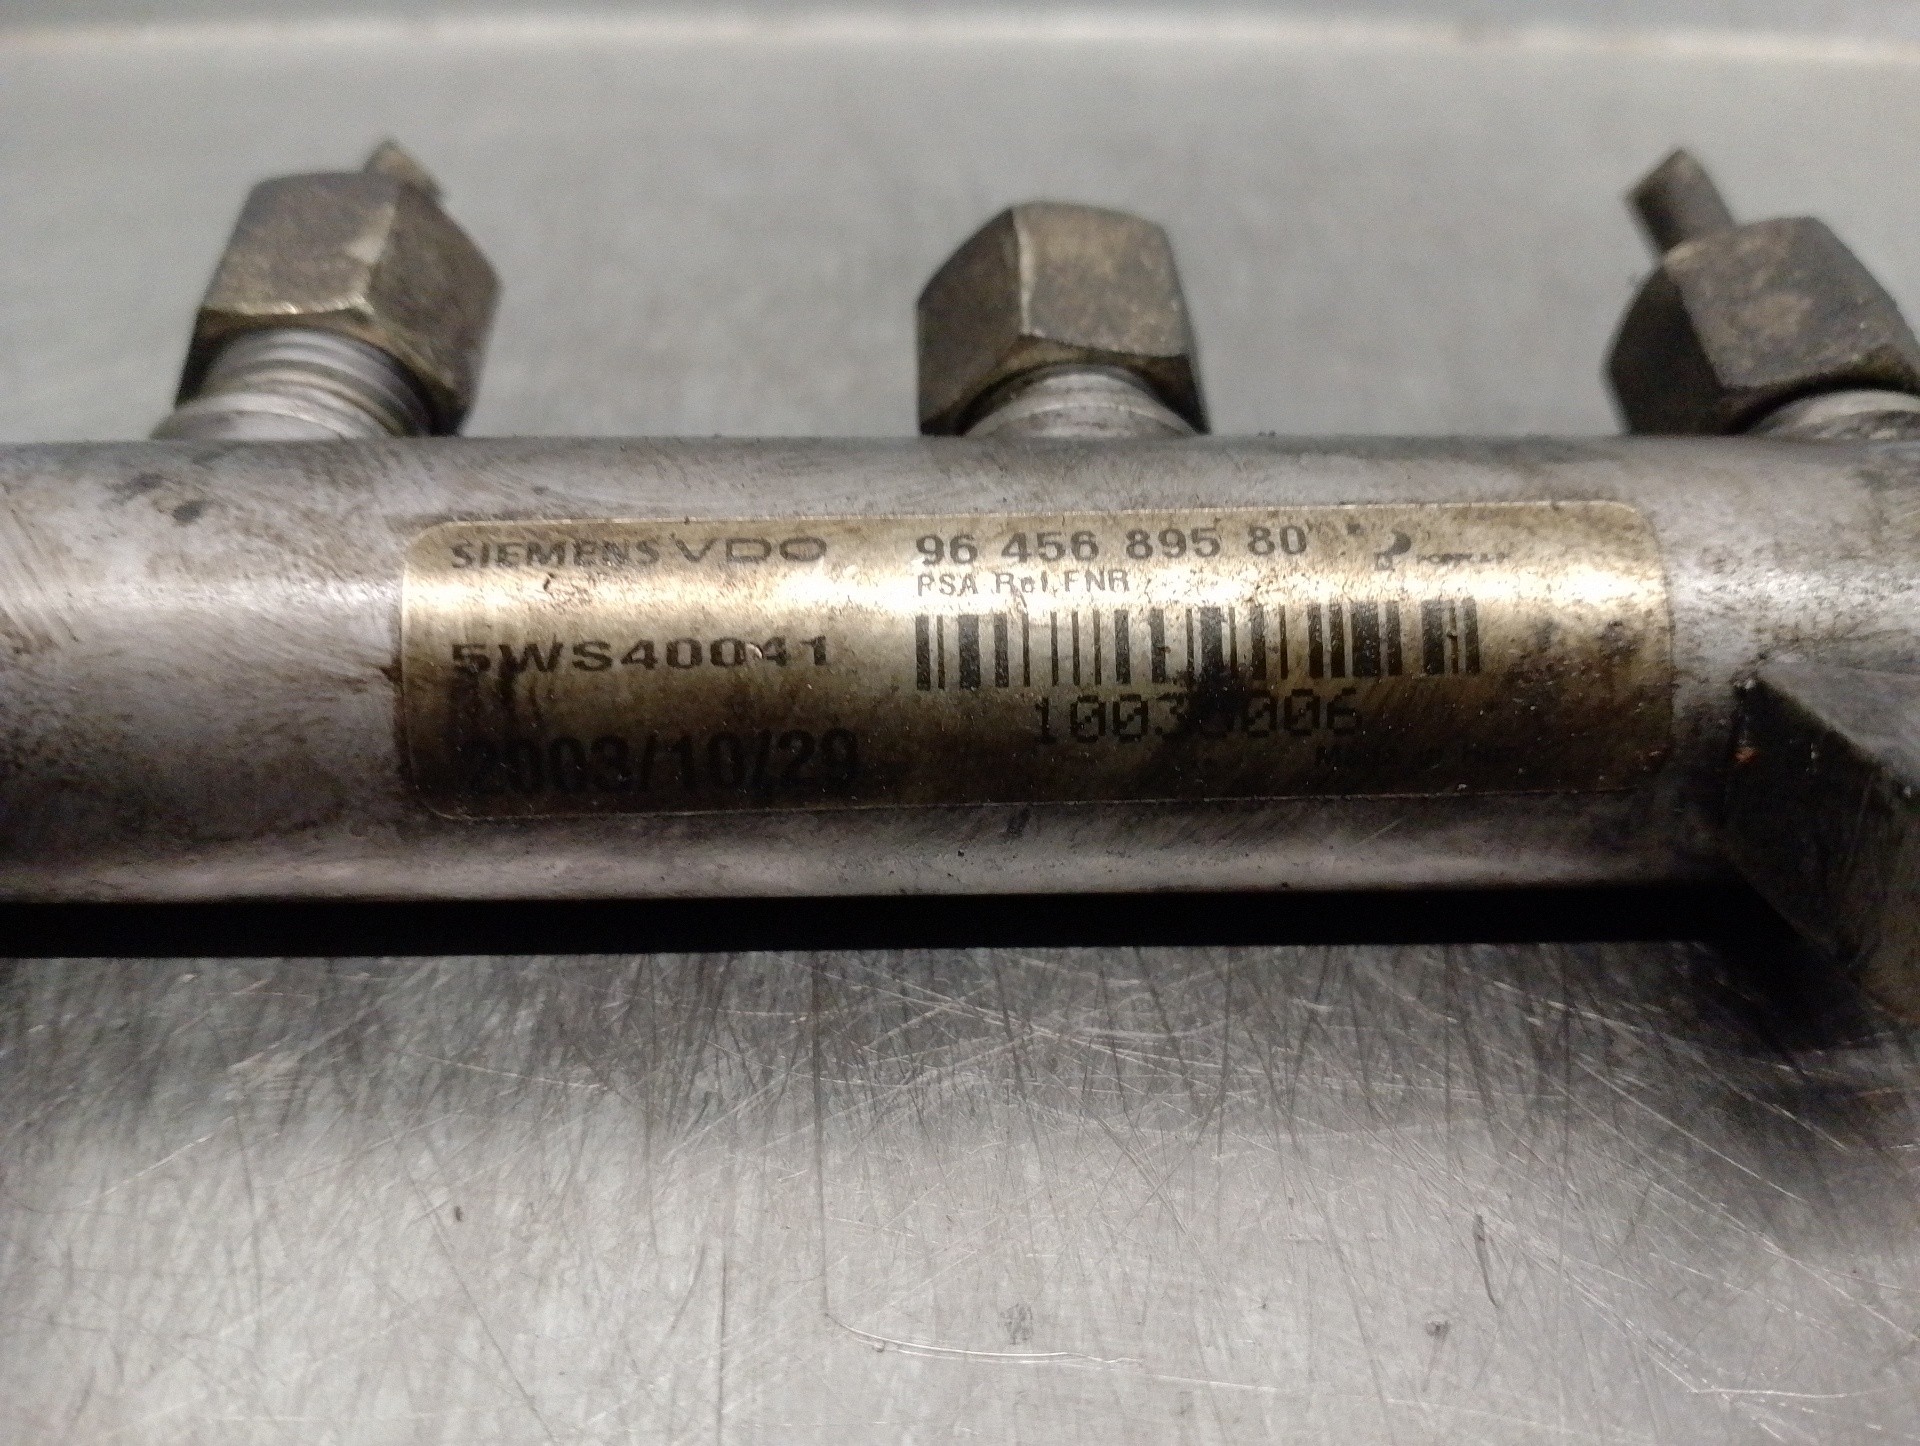 SIEMENS VDO
96 456 895 80
PSA Ref.FNR
5WS40041
2003/10/29